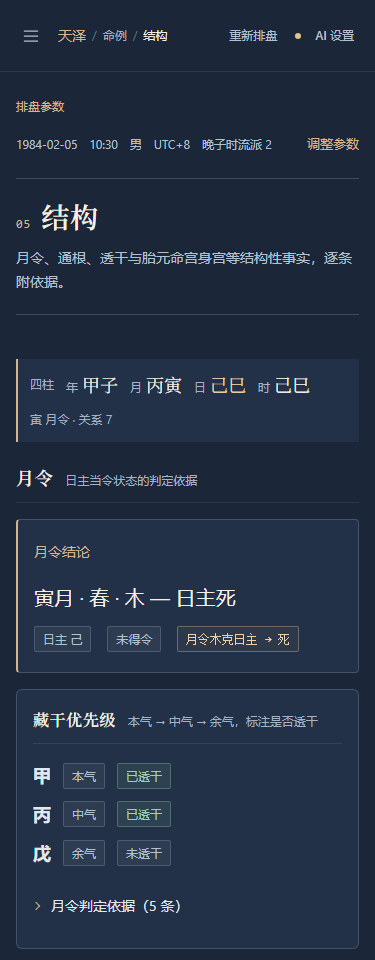 天泽 / 命例 / 结构 重新排盘 AI 设置
排盘参数
1984-02-05 10:30 男 UTC+8 晚子时流派 2 调整参数
05 结构
月令、通根、透干与胎元命宫身宫等结构性事实，逐条
附依据。
四柱 年 甲子 月 丙寅 日 己巳 时 己巳
寅 月令 · 关系 7
月令 日主当令状态的判定依据
月令结论
寅月 · 春 · 木 — 日主死
日主 己 未得令 月令木克日主 → 死
藏干优先级 本气 → 中气 → 余气，标注是否透干
甲 本气 已透干
丙 中气 已透干
戊 余气 未透干
月令判定依据（5 条）